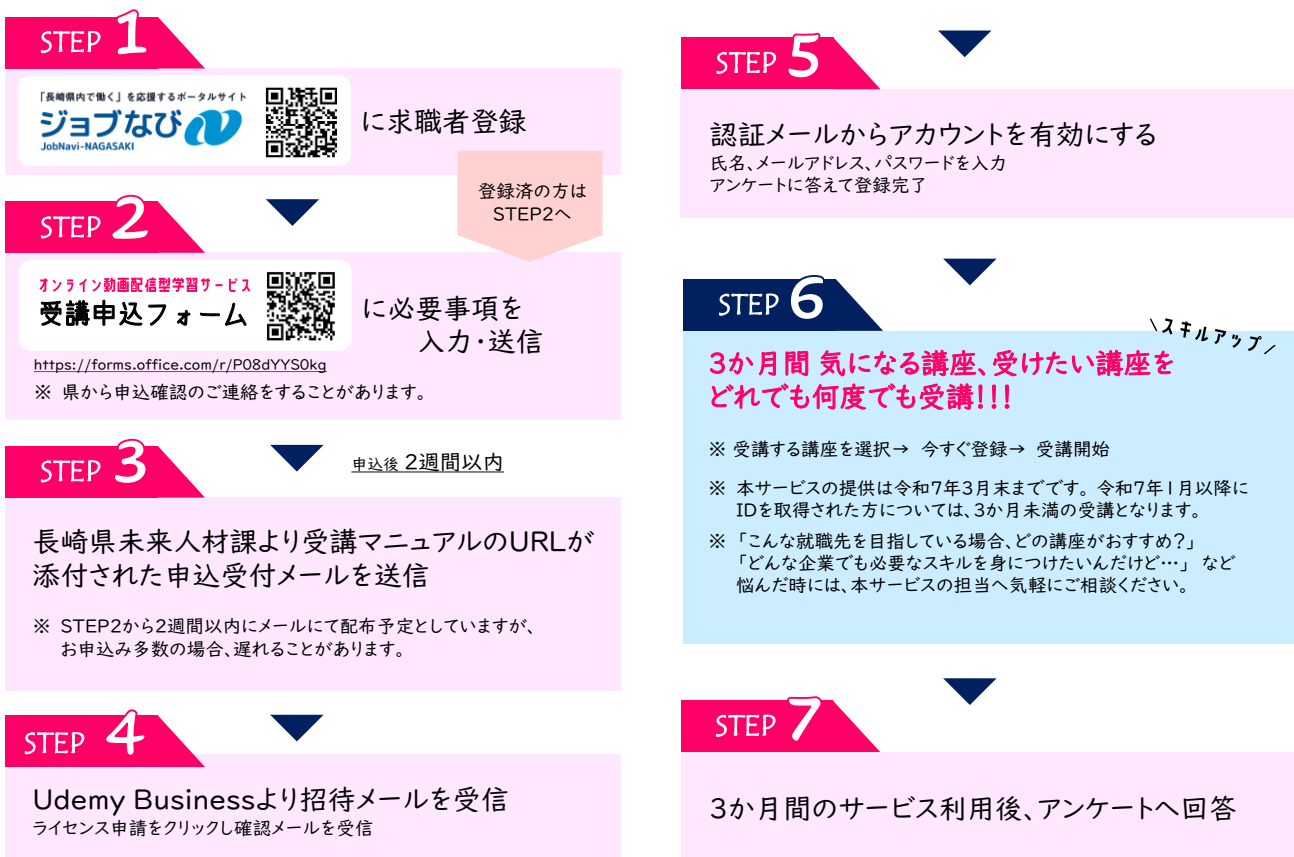 STEP 1
「長崎県内で働く」を応援するポータルサイト
ジョブなび
JobNavi-NAGASAKI
に求職者登録
登録済の方は
STEP2へ
STEP 2
オンライン動画配信型学習サービス
受講申込フォーム
に必要事項を
入力・送信
https://forms.office.com/r/P08dYYS0kg
※ 県から申込確認のご連絡をすることがあります。
STEP 3
申込後 2週間以内
長崎県未来人材課より受講マニュアルのURLが
添付された申込受付メールを送信
※ STEP2から2週間以内にメールにて配布予定としていますが、
お申込み多数の場合、遅れることがあります。
STEP 4
Udemy Businessより招待メールを受信
ライセンス申請をクリックし確認メールを受信
STEP 5
認証メールからアカウントを有効にする
氏名、メールアドレス、パスワードを入力
アンケートに答えて登録完了
STEP 6
\スキルアップ/
3か月間 気になる講座、受けたい講座を
どれでも何度でも受講!!!
※ 受講する講座を選択→ 今すぐ登録→ 受講開始
※ 本サービスの提供は令和7年3月末までです。令和7年1月以降に
IDを取得された方については、3か月未満の受講となります。
※ 「こんな就職先を目指している場合、どの講座がおすすめ?」
「どんな企業でも必要なスキルを身につけたいんだけど…」 など
悩んだ時には、本サービスの担当へ気軽にご相談ください。
STEP 7
3か月間のサービス利用後、アンケートへ回答